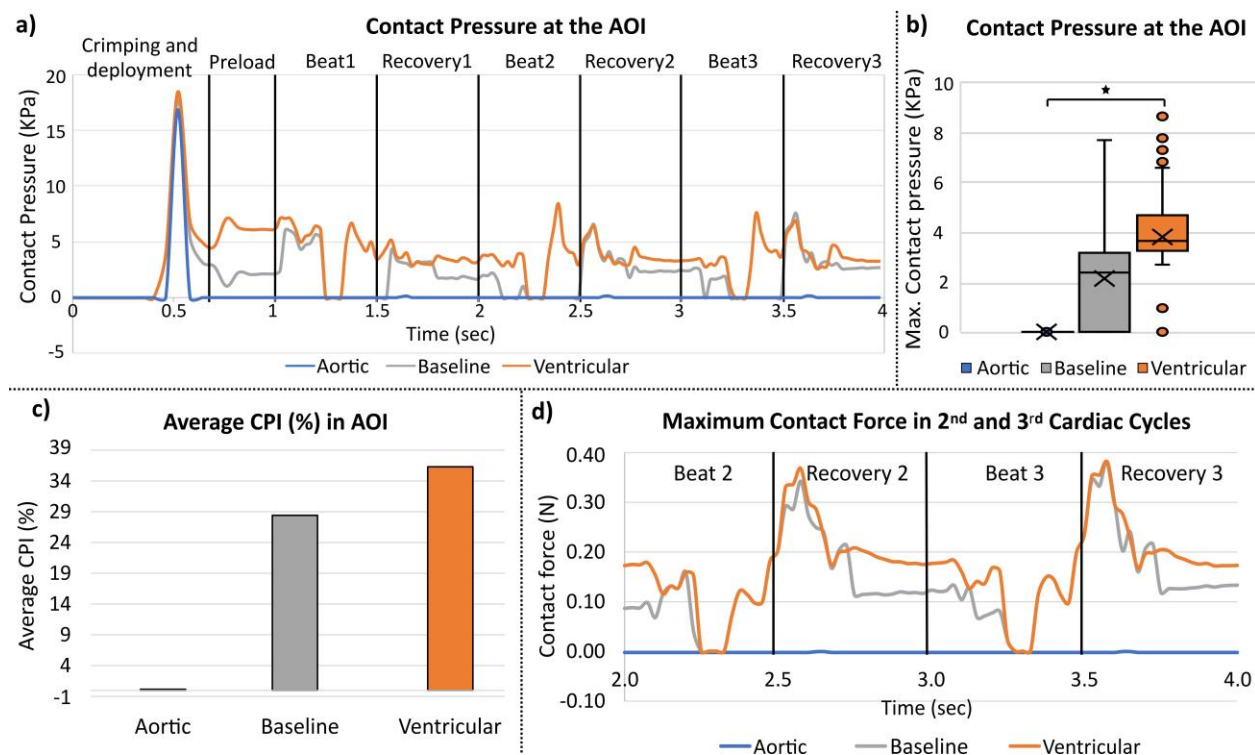 a)
Contact Pressure at the AOI
Crimping and
deployment
Preload
Beat1
Recovery1
Beat2
Recovery2
Beat3
Recovery3
Contact Pressure (KPa)
20
15
10
5
0
-5
0
0.5
1
1.5
2
2.5
3
3.5
4
Time (sec)
Aortic
Baseline
Ventricular
b)
Contact Pressure at the AOI
Max. Contact pressure (KPa)
10
8
6
4
2
0
Aortic
Baseline
Ventricular
c)
Average CPI (%) in AOI
Average CPI (%)
39
34
29
24
19
14
9
4
-1
Aortic
Baseline
Ventricular
d)
Maximum Contact Force in 2nd and 3rd Cardiac Cycles
Beat 2
Recovery 2
Beat 3
Recovery 3
Contact force (N)
0.40
0.30
0.20
0.10
0.00
-0.10
2.0
2.5
3.0
3.5
4.0
Time (sec)
Aortic
Baseline
Ventricular